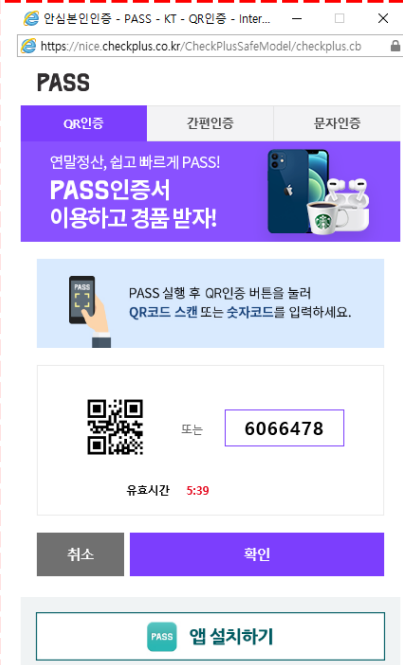 안심본인인증 - PASS - KT - QR인증 - Inter...
https://nice.checkplus.co.kr/CheckPlusSafeModel/checkplus.cb
PASS
QR인증 간편인증 문자인증
연말정산, 쉽고 빠르게 PASS!
PASS인증서
이용하고 경품 받자!
PASS
PASS 실행 후 QR인증 버튼을 눌러
QR코드 스캔 또는 숫자코드를 입력하세요.
또는 6066478
유효시간 5:39
취소 확인
PASS 앱 설치하기